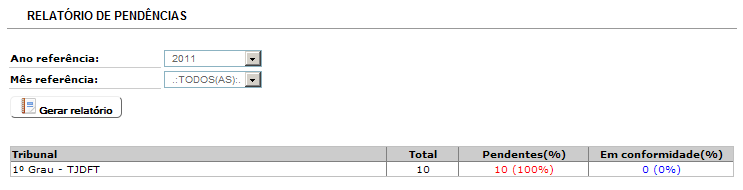 RELATÓRIO DE PENDÊNCIAS
Ano referência: 2011
Mês referência: .:TODOS(AS):.
Gerar relatório
Tribunal Total Pendentes(%) Em conformidade(%)
1º Grau - TJDFT 10 10 (100%) 0 (0%)